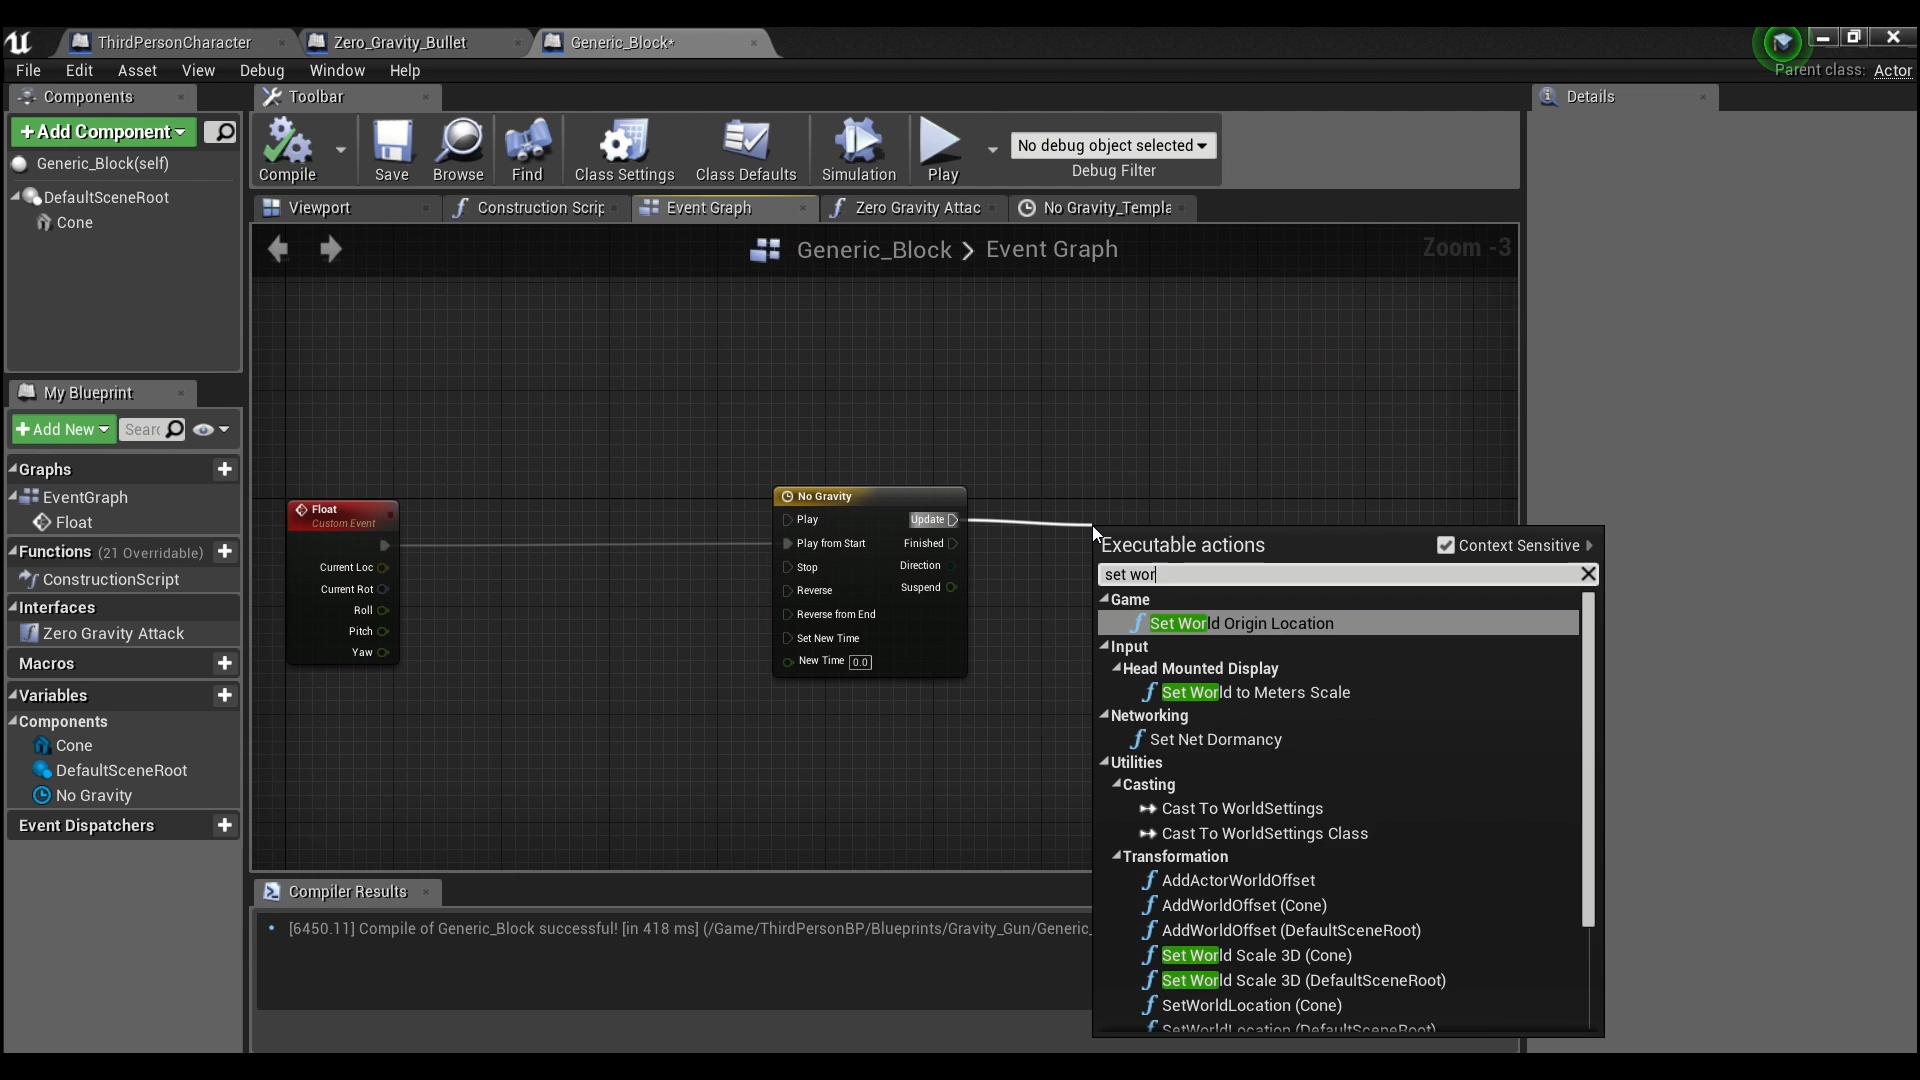 ThirdPersonCharacter
Zero_Gravity_Bullet
Generic_Block*
File Edit Asset View Debug Window Help
Parent class: Actor
Components
+ Add Component
Generic_Block(self)
DefaultSceneRoot
Cone
Toolbar
Compile
Save
Browse
Find
Class Settings
Class Defaults
Simulation
Play
No debug object selected
Debug Filter
Details
Viewport
Construction Scrip
Event Graph
Zero Gravity Attac
No Gravity_Templa
Generic_Block > Event Graph
Zoom -3
My Blueprint
+ Add New
Searc
Graphs
EventGraph
Float
Functions (21 Overridable)
ConstructionScript
Interfaces
Zero Gravity Attack
Macros
Variables
Components
Cone
DefaultSceneRoot
No Gravity
Event Dispatchers
Float
Custom Event
Current Loc
Current Rot
Roll
Pitch
Yaw
No Gravity
Play
Update
Play from Start
Finished
Stop
Direction
Reverse
Suspend
Reverse from End
Set New Time
New Time 0.0
Executable actions
Context Sensitive
set wor
Game
Set World Origin Location
Input
Head Mounted Display
Set World to Meters Scale
Networking
Set Net Dormancy
Utilities
Casting
Cast To WorldSettings
Cast To WorldSettings Class
Transformation
AddActorWorldOffset
AddWorldOffset (Cone)
AddWorldOffset (DefaultSceneRoot)
Set World Scale 3D (Cone)
Set World Scale 3D (DefaultSceneRoot)
SetWorldLocation (Cone)
SetWorldLocation (DefaultSceneRoot)
Compiler Results
[6450.11] Compile of Generic_Block successful! [in 418 ms] (/Game/ThirdPersonBP/Blueprints/Gravity_Gun/Generic_